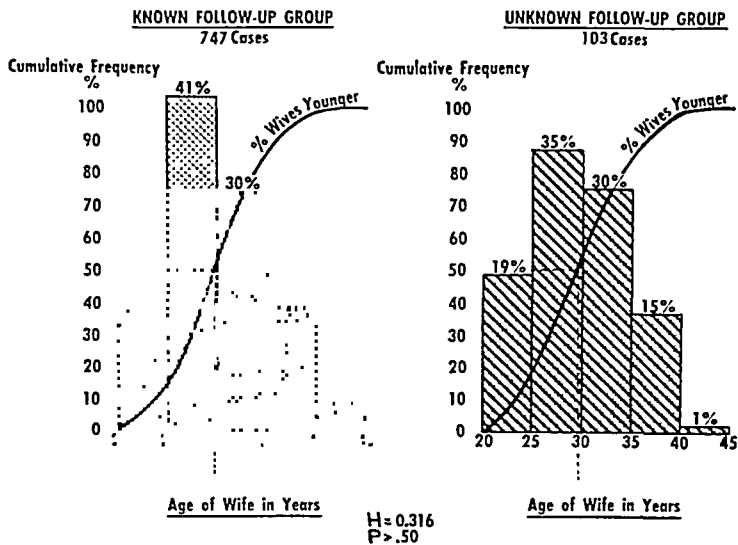 KNOWN FOLLOW-UP GROUP
747 Cases
Cumulative Frequency
%
100
90
80
70
60
50
40
30
20
10
0
41%
30%
% Wives Younger
Age of Wife in Years
UNKNOWN FOLLOW-UP GROUP
103 Cases
Cumulative Frequency
%
100
90
80
70
60
50
40
30
20
10
0
19%
35%
30%
15%
1%
% Wives Younger
20 25 30 35 40 45
Age of Wife in Years
H = 0.316
P > .50